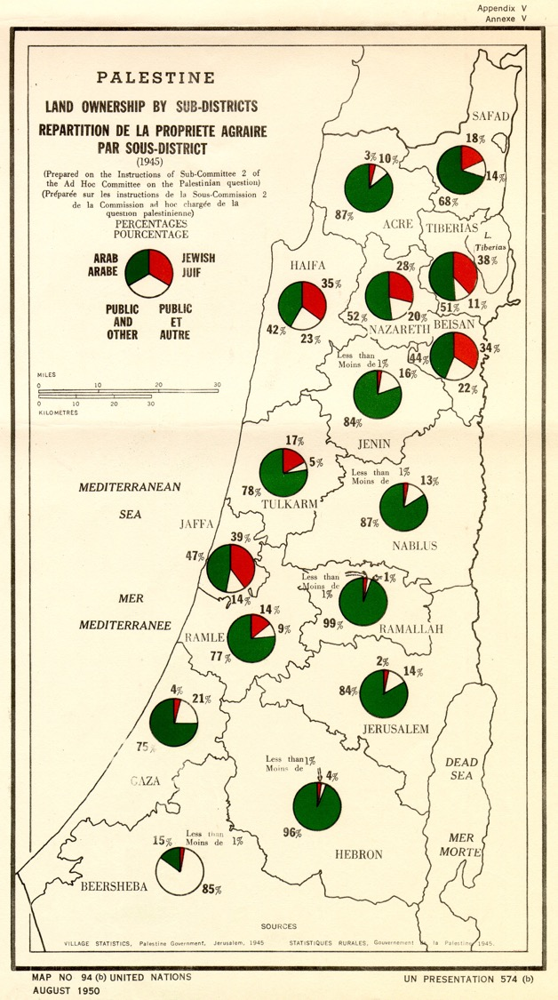 Appendix V
Annexe V
PALESTINE
LAND OWNERSHIP BY SUB-DISTRICTS
REPARTITION DE LA PROPRIETE AGRAIRE
PAR SOUS-DISTRICT
(1945)
(Prepared on the Instructions of Sub-Committee 2 of
the Ad Hoc Committee on the Palestinian question)
(Préparée sur les instructions de la Sous-Commission 2
de la Commission ad hoc chargée de la
question palestinienne)
PERCENTAGES
POURCENTAGE
ARAB
ARABE
JEWISH
JUIF
PUBLIC
AND
OTHER
PUBLIC
ET
AUTRE
MILES
0 10 20 30
0 10 20 30
KILOMETRES
SAFAD
18%
14%
68%
3% 10%
87%
ACRE
TIBERIAS
L.
Tiberias
38%
11%
51%
HAIFA
35%
42%
23%
28%
52%
20%
NAZARETH
BEISAN
44%
34%
22%
Less than
Moins de 1%
16%
84%
JENIN
17%
5%
78%
TULKARM
Less than 1%
Moins de
13%
87%
NABLUS
MEDITERRANEAN
SEA
MER
MEDITERRANEE
JAFFA
39%
47%
14%
Less than
Moins de
1%
1%
99%
RAMALLAH
14%
9%
RAMLE
77%
2%
14%
84%
JERUSALEM
4%
21%
75%
GAZA
Less than 1%
Moins de
4%
96%
HEBRON
DEAD
SEA
MER
MORTE
15%
Less than
Moins de 1%
85%
BEERSHEBA
SOURCES
VILLAGE STATISTICS, Palestine Government, Jerusalem, 1945
STATISTIQUES RURALES, Gouvernement de la Palestine 1945.
MAP NO 94 (b) UNITED NATIONS
AUGUST 1950
UN PRESENTATION 574 (b)